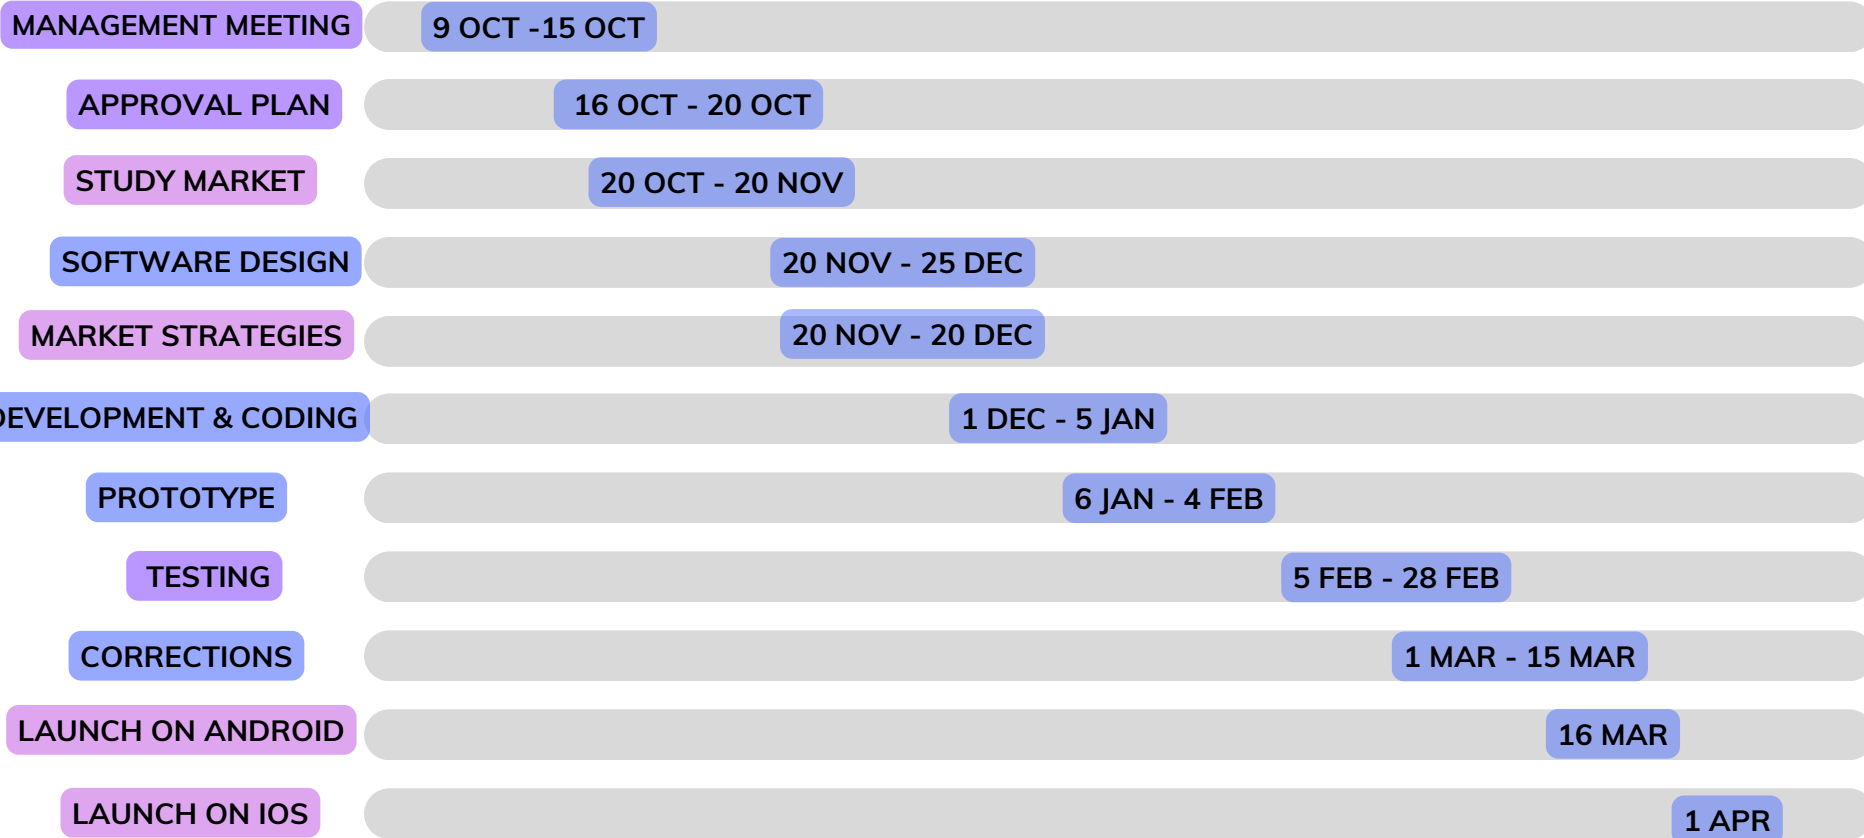 MANAGEMENT MEETING 9 OCT -15 OCT
APPROVAL PLAN 16 OCT - 20 OCT
STUDY MARKET 20 OCT - 20 NOV
SOFTWARE DESIGN 20 NOV - 25 DEC
MARKET STRATEGIES 20 NOV - 20 DEC
DEVELOPMENT & CODING 1 DEC - 5 JAN
PROTOTYPE 6 JAN - 4 FEB
TESTING 5 FEB - 28 FEB
CORRECTIONS 1 MAR - 15 MAR
LAUNCH ON ANDROID 16 MAR
LAUNCH ON IOS 1 APR